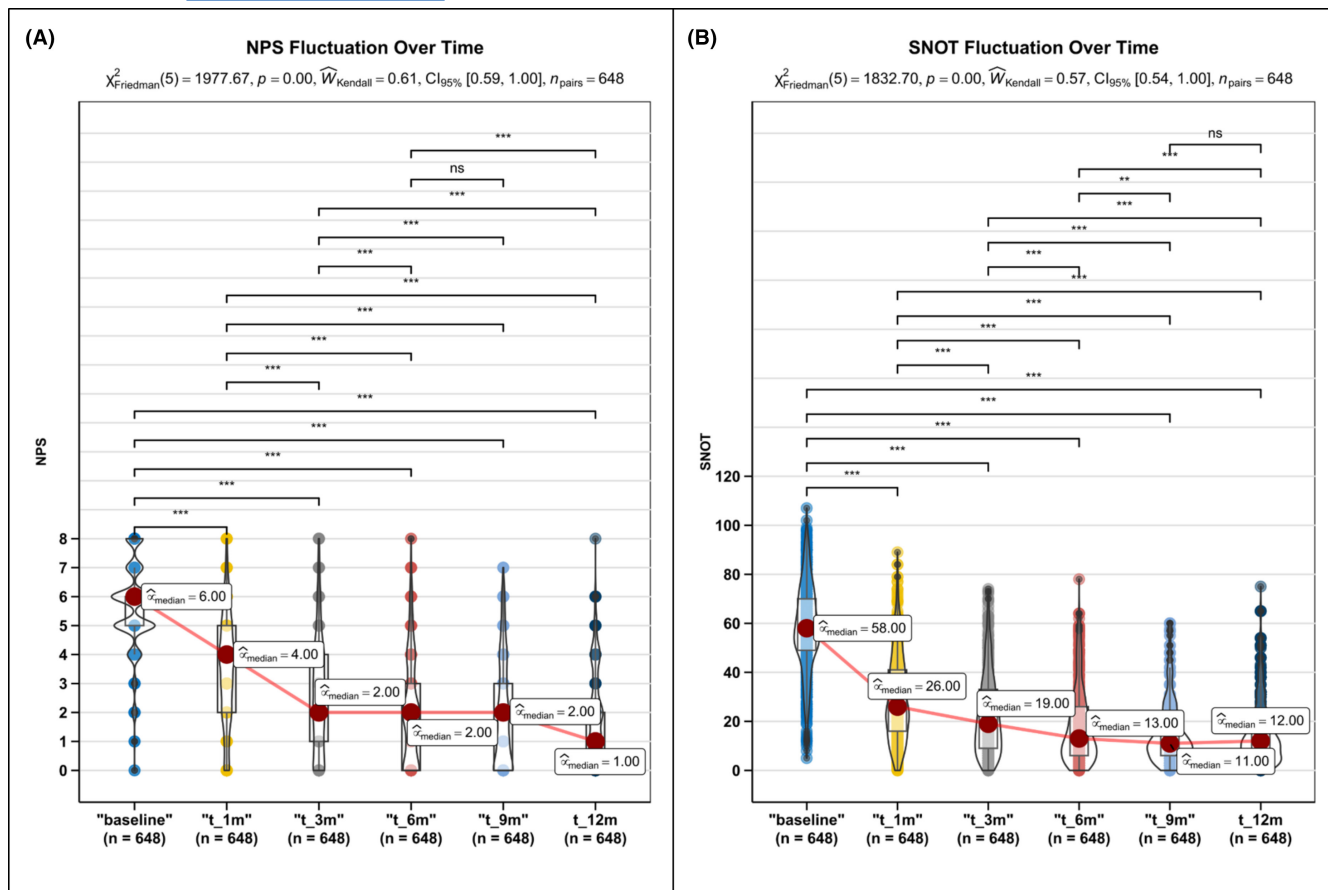 (A)
NPS Fluctuation Over Time
χ²Friedman(5) = 1977.67, p = 0.00, ŴKendall = 0.61, CI95% [0.59, 1.00], npairs = 648
***
ns
***
***
***
***
***
***
***
***
***
***
***
***
NPS
8
7
6
5
4
3
2
1
0
μ̂median = 6.00
μ̂median = 4.00
μ̂median = 2.00
μ̂median = 2.00
μ̂median = 2.00
μ̂median = 1.00
"baseline" "t_1m" "t_3m" "t_6m" "t_9m" t_12m
(n = 648) (n = 648) (n = 648) (n = 648) (n = 648) (n = 648)
(B)
SNOT Fluctuation Over Time
χ²Friedman(5) = 1832.70, p = 0.00, ŴKendall = 0.57, CI95% [0.54, 1.00], npairs = 648
ns
***
**
***
***
***
***
***
***
***
***
***
***
***
***
SNOT
120
100
80
60
40
20
0
μ̂median = 58.00
μ̂median = 26.00
μ̂median = 19.00
μ̂median = 13.00
μ̂median = 11.00
μ̂median = 12.00
"baseline" "t_1m" "t_3m" "t_6m" "t_9m" t_12m
(n = 648) (n = 648) (n = 648) (n = 648) (n = 648) (n = 648)